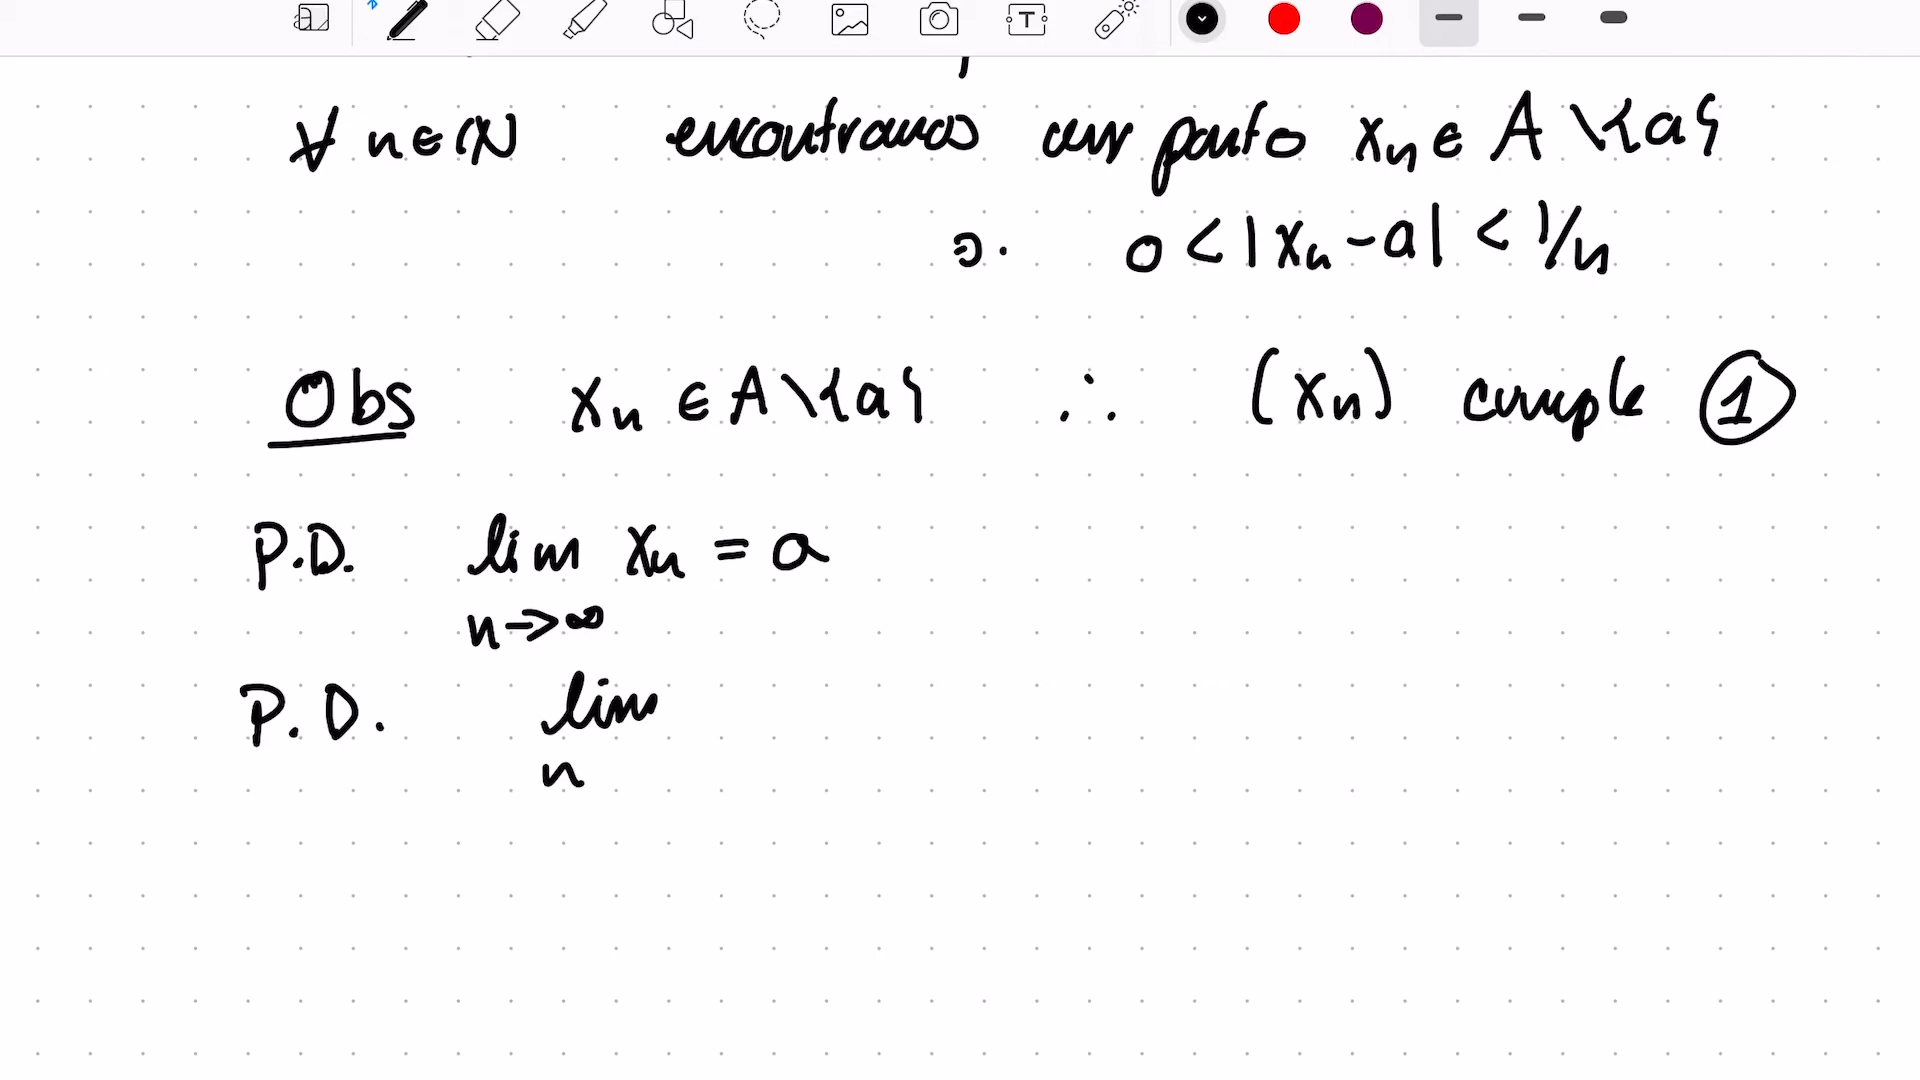 ∀ n ∈ ℕ encontramos un punto xₙ ∈ A \ {a}
∋. 0 < |xₙ - a| < 1/n
Obs xₙ ∈ A \ {a} ∴ (xₙ) cumple ①
P.D. lim xₙ = a
n → ∞
P.D. lim
n